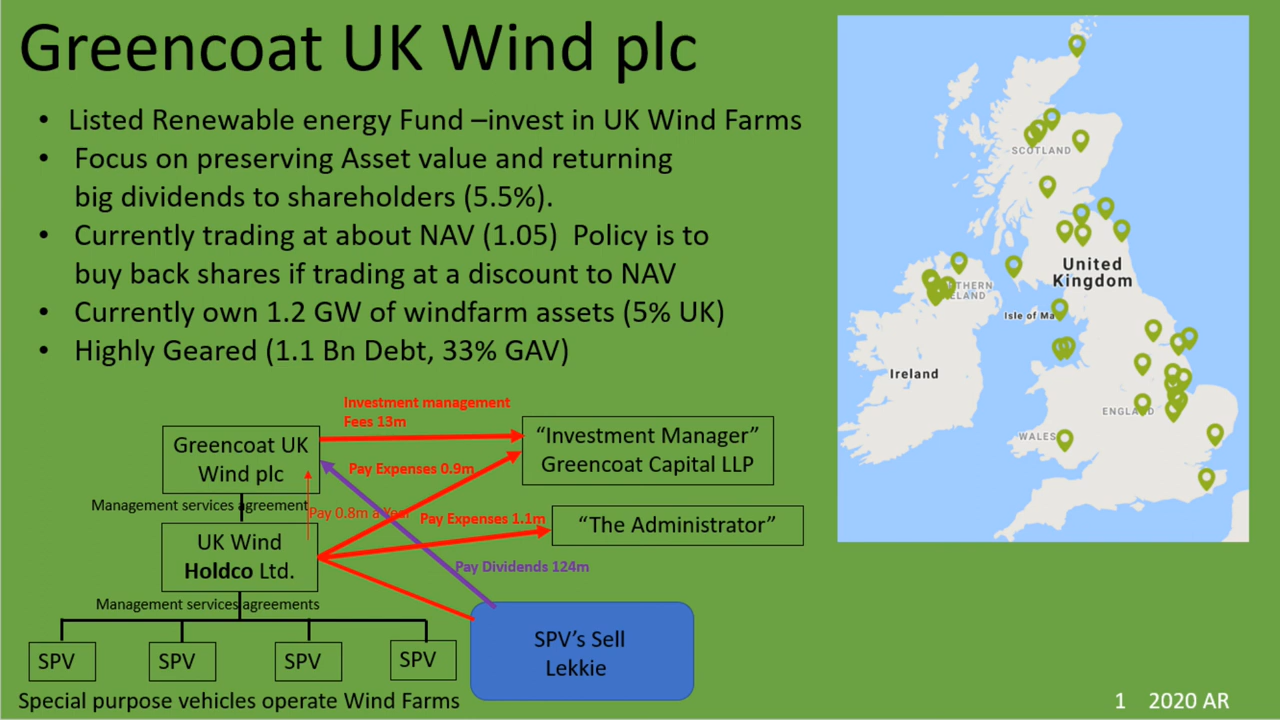 Greencoat UK Wind plc
• Listed Renewable energy Fund –invest in UK Wind Farms
• Focus on preserving Asset value and returning
big dividends to shareholders (5.5%).
• Currently trading at about NAV (1.05) Policy is to
buy back shares if trading at a discount to NAV
• Currently own 1.2 GW of windfarm assets (5% UK)
• Highly Geared (1.1 Bn Debt, 33% GAV)
SCOTLAND
United
Kingdom
Isle of Ma
Ireland
ENGLAND
WALES
Investment management
Fees 13m
Greencoat UK
Wind plc
"Investment Manager"
Greencoat Capital LLP
Pay Expenses 0.9m
Management services agreement
Pay 0.8m a Year
Pay Expenses 1.1m
"The Administrator"
UK Wind
Holdco Ltd.
Pay Dividends 124m
Management services agreements
SPV
SPV
SPV
SPV
SPV's Sell
Lekkie
Special purpose vehicles operate Wind Farms
1 2020 AR